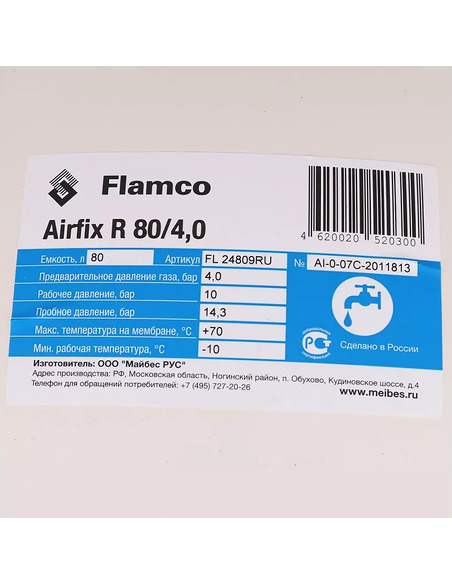 Flamco
Airfix R 80/4,0
4 620020 520300
Емкость, л 80 Артикул FL 24809RU № AI-0-07C-2011813
Предварительное давление газа, бар 4,0
Рабочее давление, бар 10
Пробное давление, бар 14,3
Макс. температура на мембране, °C +70
Мин. рабочая температура, °C -10
Сделано в России
Изготовитель: ООО "Майбес РУС"
Адрес производства: РФ, Московская область, Ногинский район, п. Обухово, Кудиновское шоссе, д.4
Телефон для обращений потребителей: +7 (495) 727-20-26
www.meibes.ru